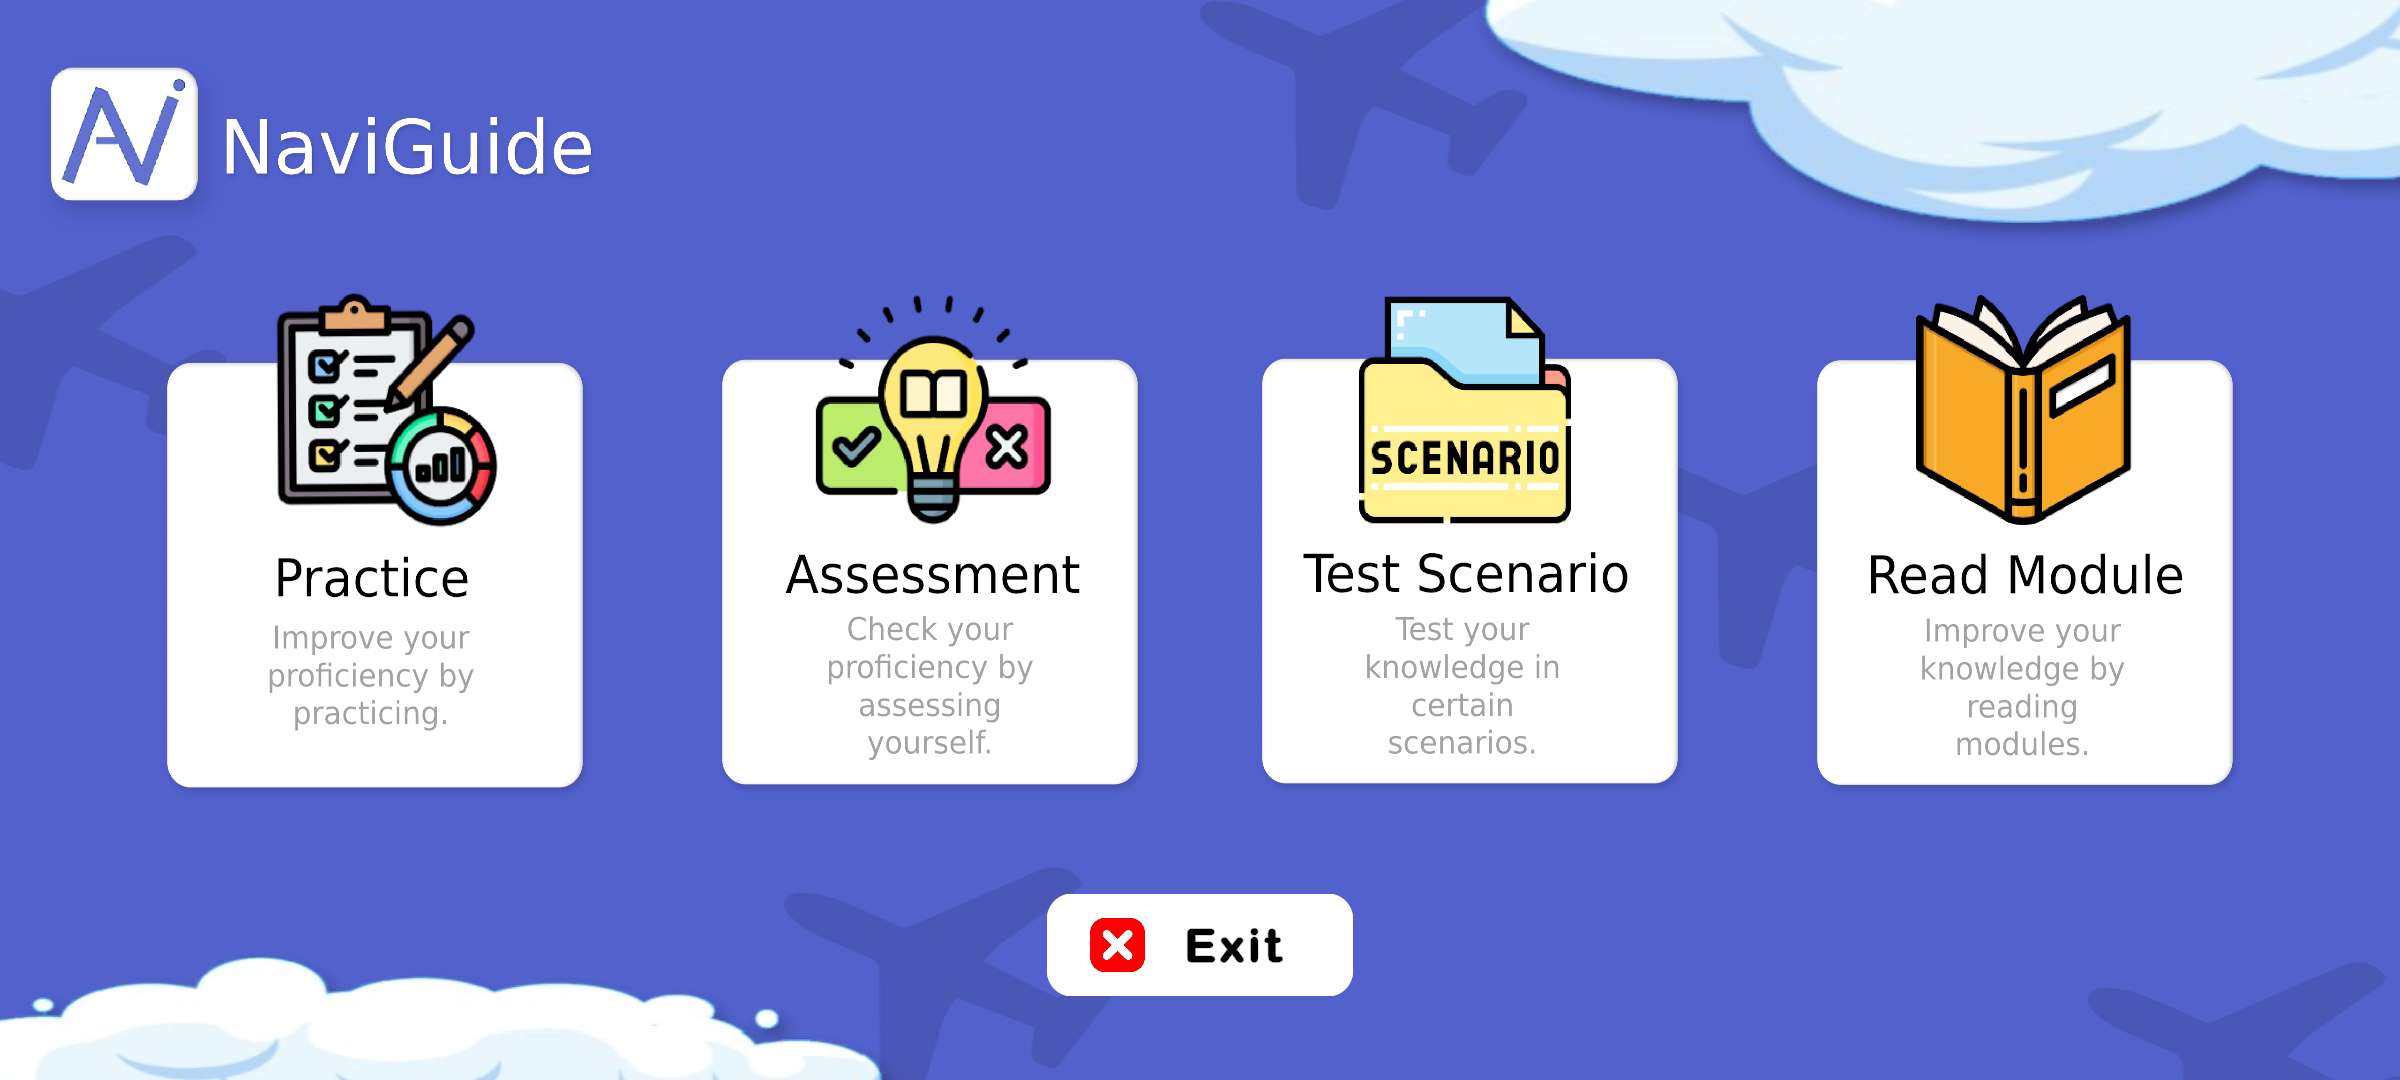 NaviGuide
SCENARIO
Practice
Improve your
proficiency by
practicing.
Assessment
Check your
proficiency by
assessing
yourself.
Test Scenario
Test your
knowledge in
certain
scenarios.
Read Module
Improve your
knowledge by
reading
modules.
Exit